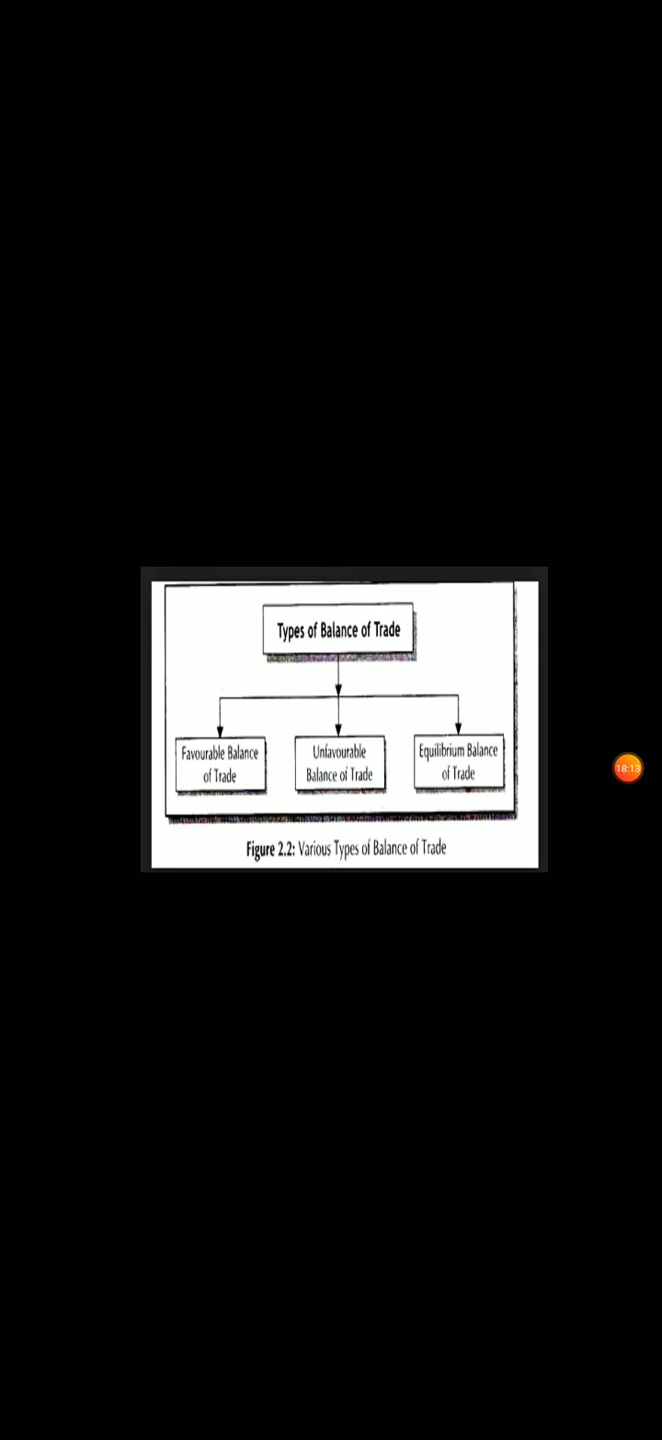 Types of Balance of Trade
Favourable Balance
of Trade
Unfavourable
Balance of Trade
Equilibrium Balance
of Trade
Figure 2.2: Various Types of Balance of Trade
18:13